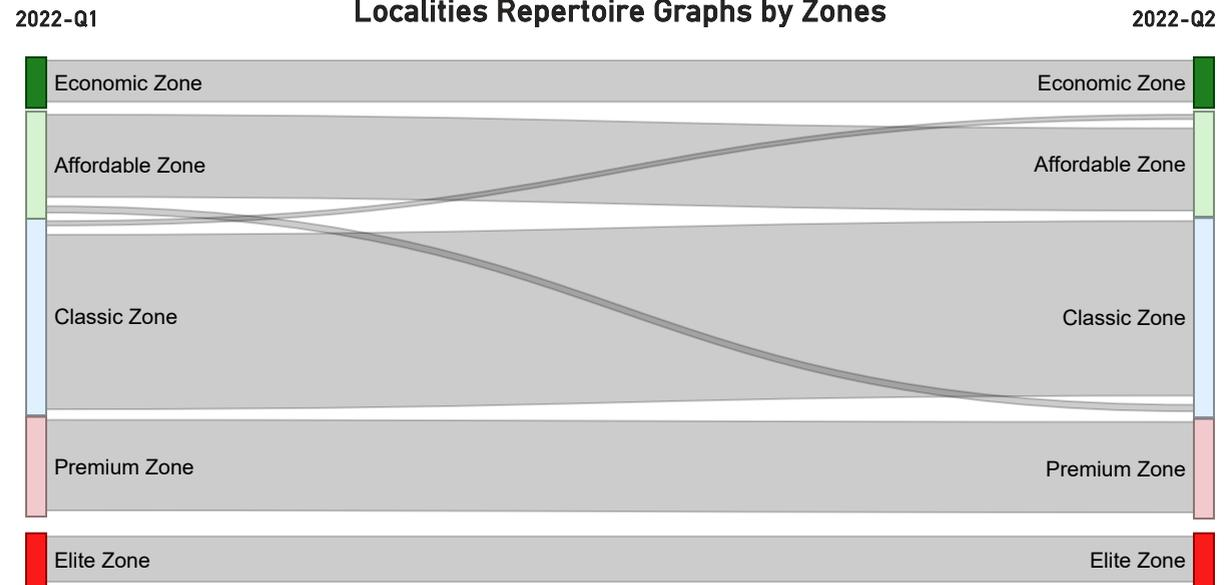 Localities Repertoire Graphs by Zones
2022-Q1 2022-Q2
Economic Zone Economic Zone
Affordable Zone Affordable Zone
Classic Zone Classic Zone
Premium Zone Premium Zone
Elite Zone Elite Zone